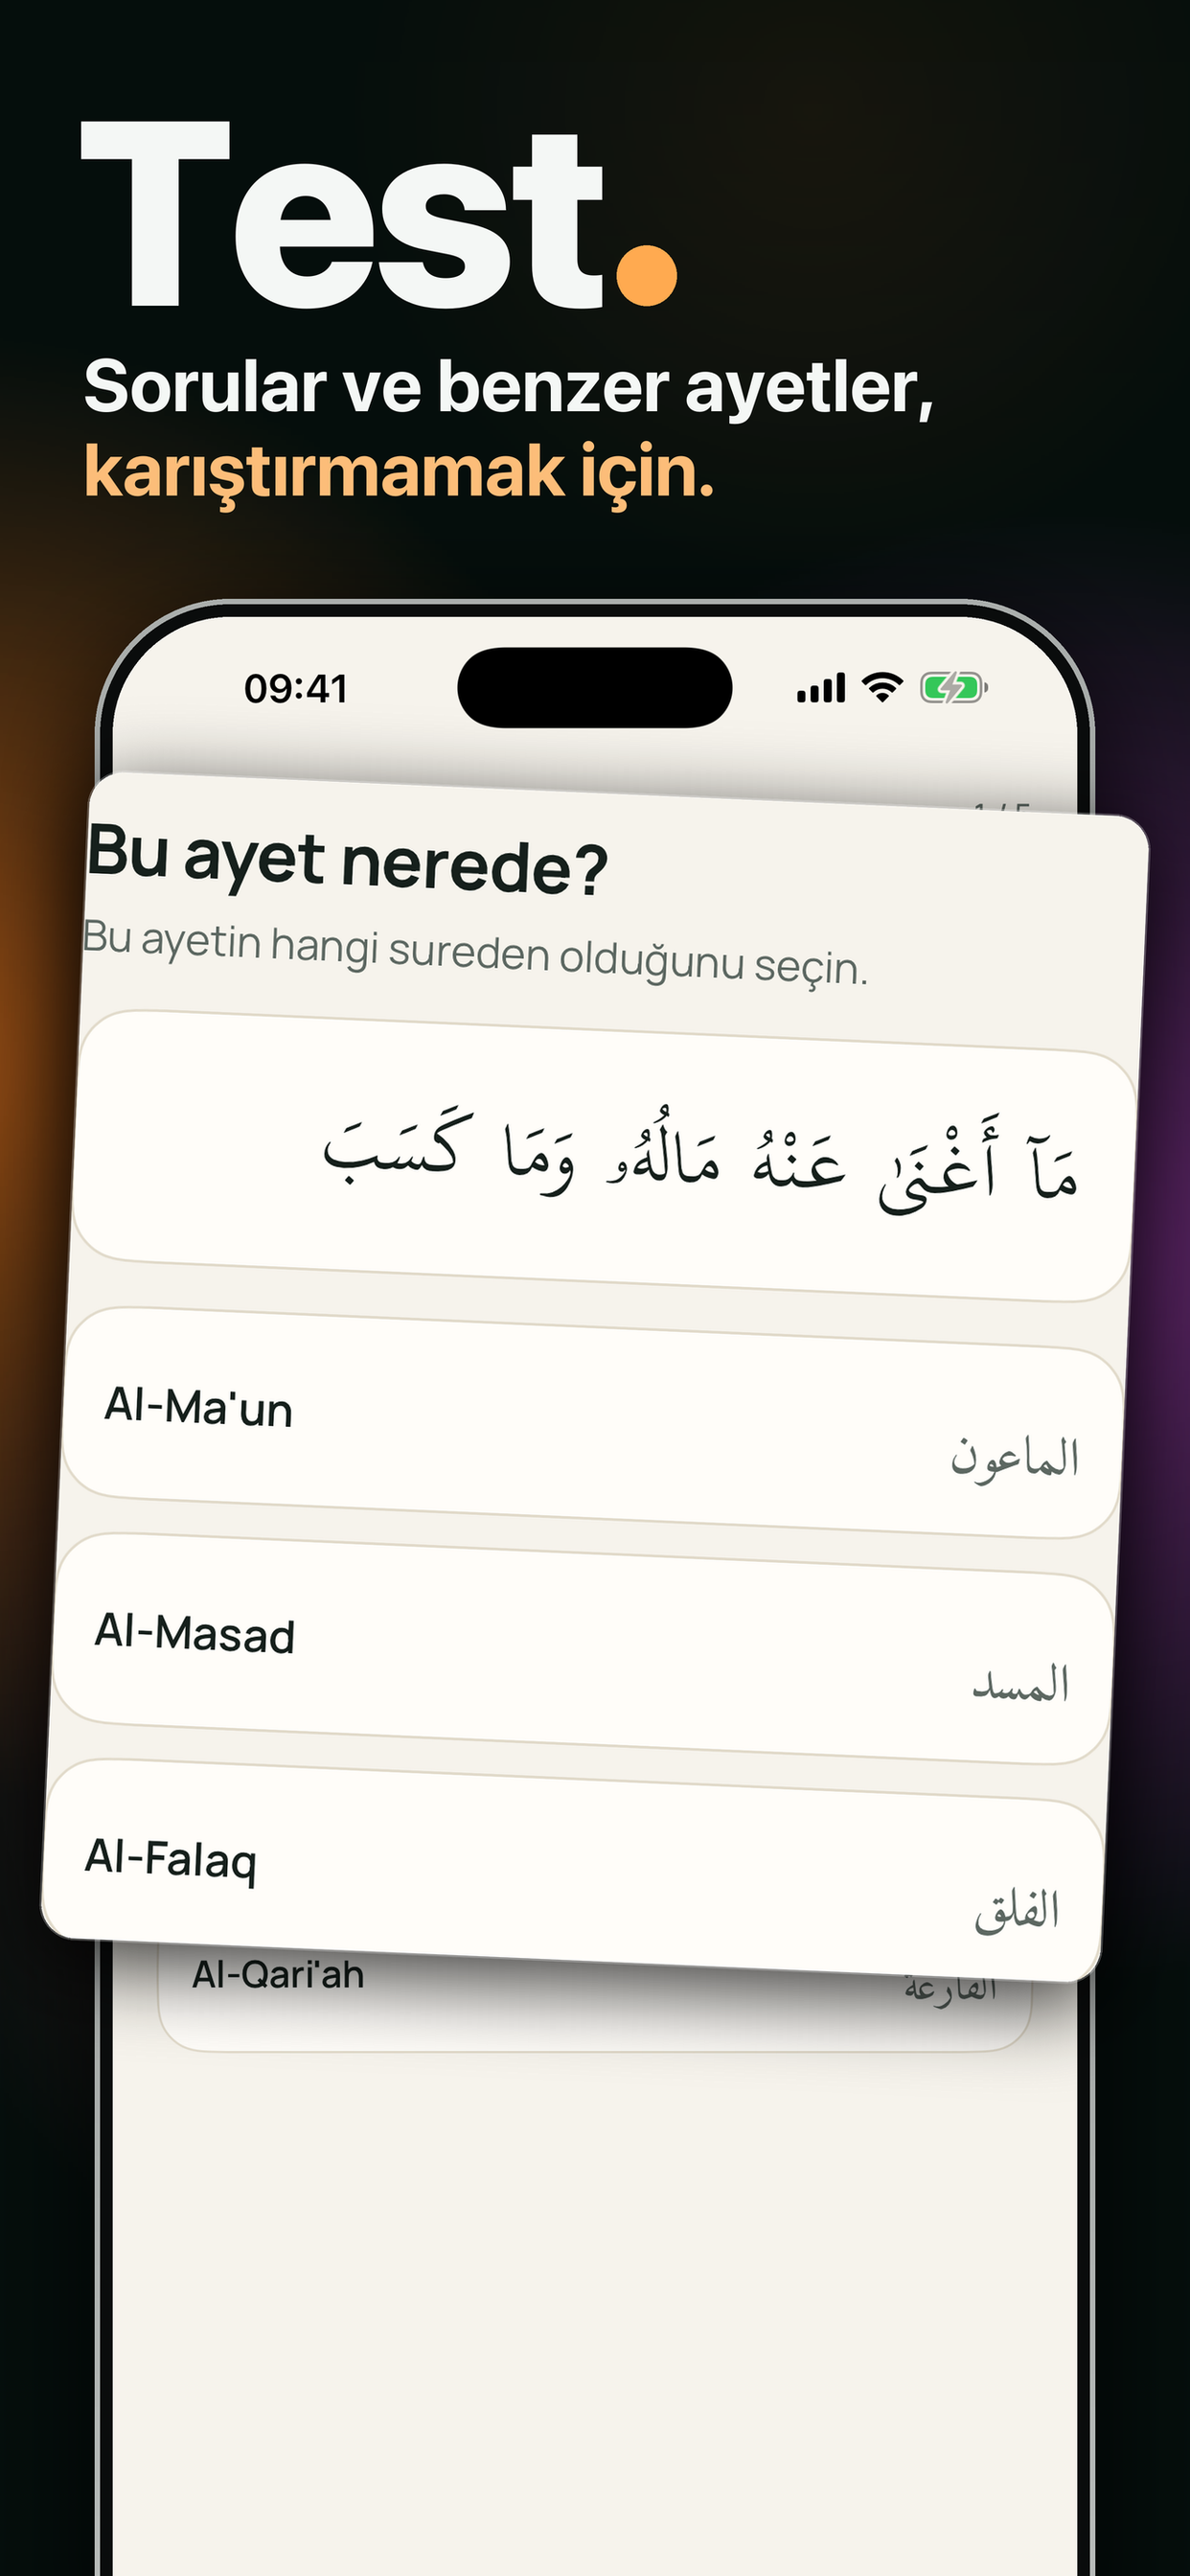 Test.
Sorular ve benzer ayetler,
karıştırmamak için.
09:41
Bu ayet nerede?
Bu ayetin hangi sureden olduğunu seçin.
مَآ أَغْنَىٰ عَنْهُ مَالُهُۥ وَمَا كَسَبَ
Al-Ma'un
الماعون
Al-Masad
المسد
Al-Falaq
الفلق
Al-Qari'ah
القارعة